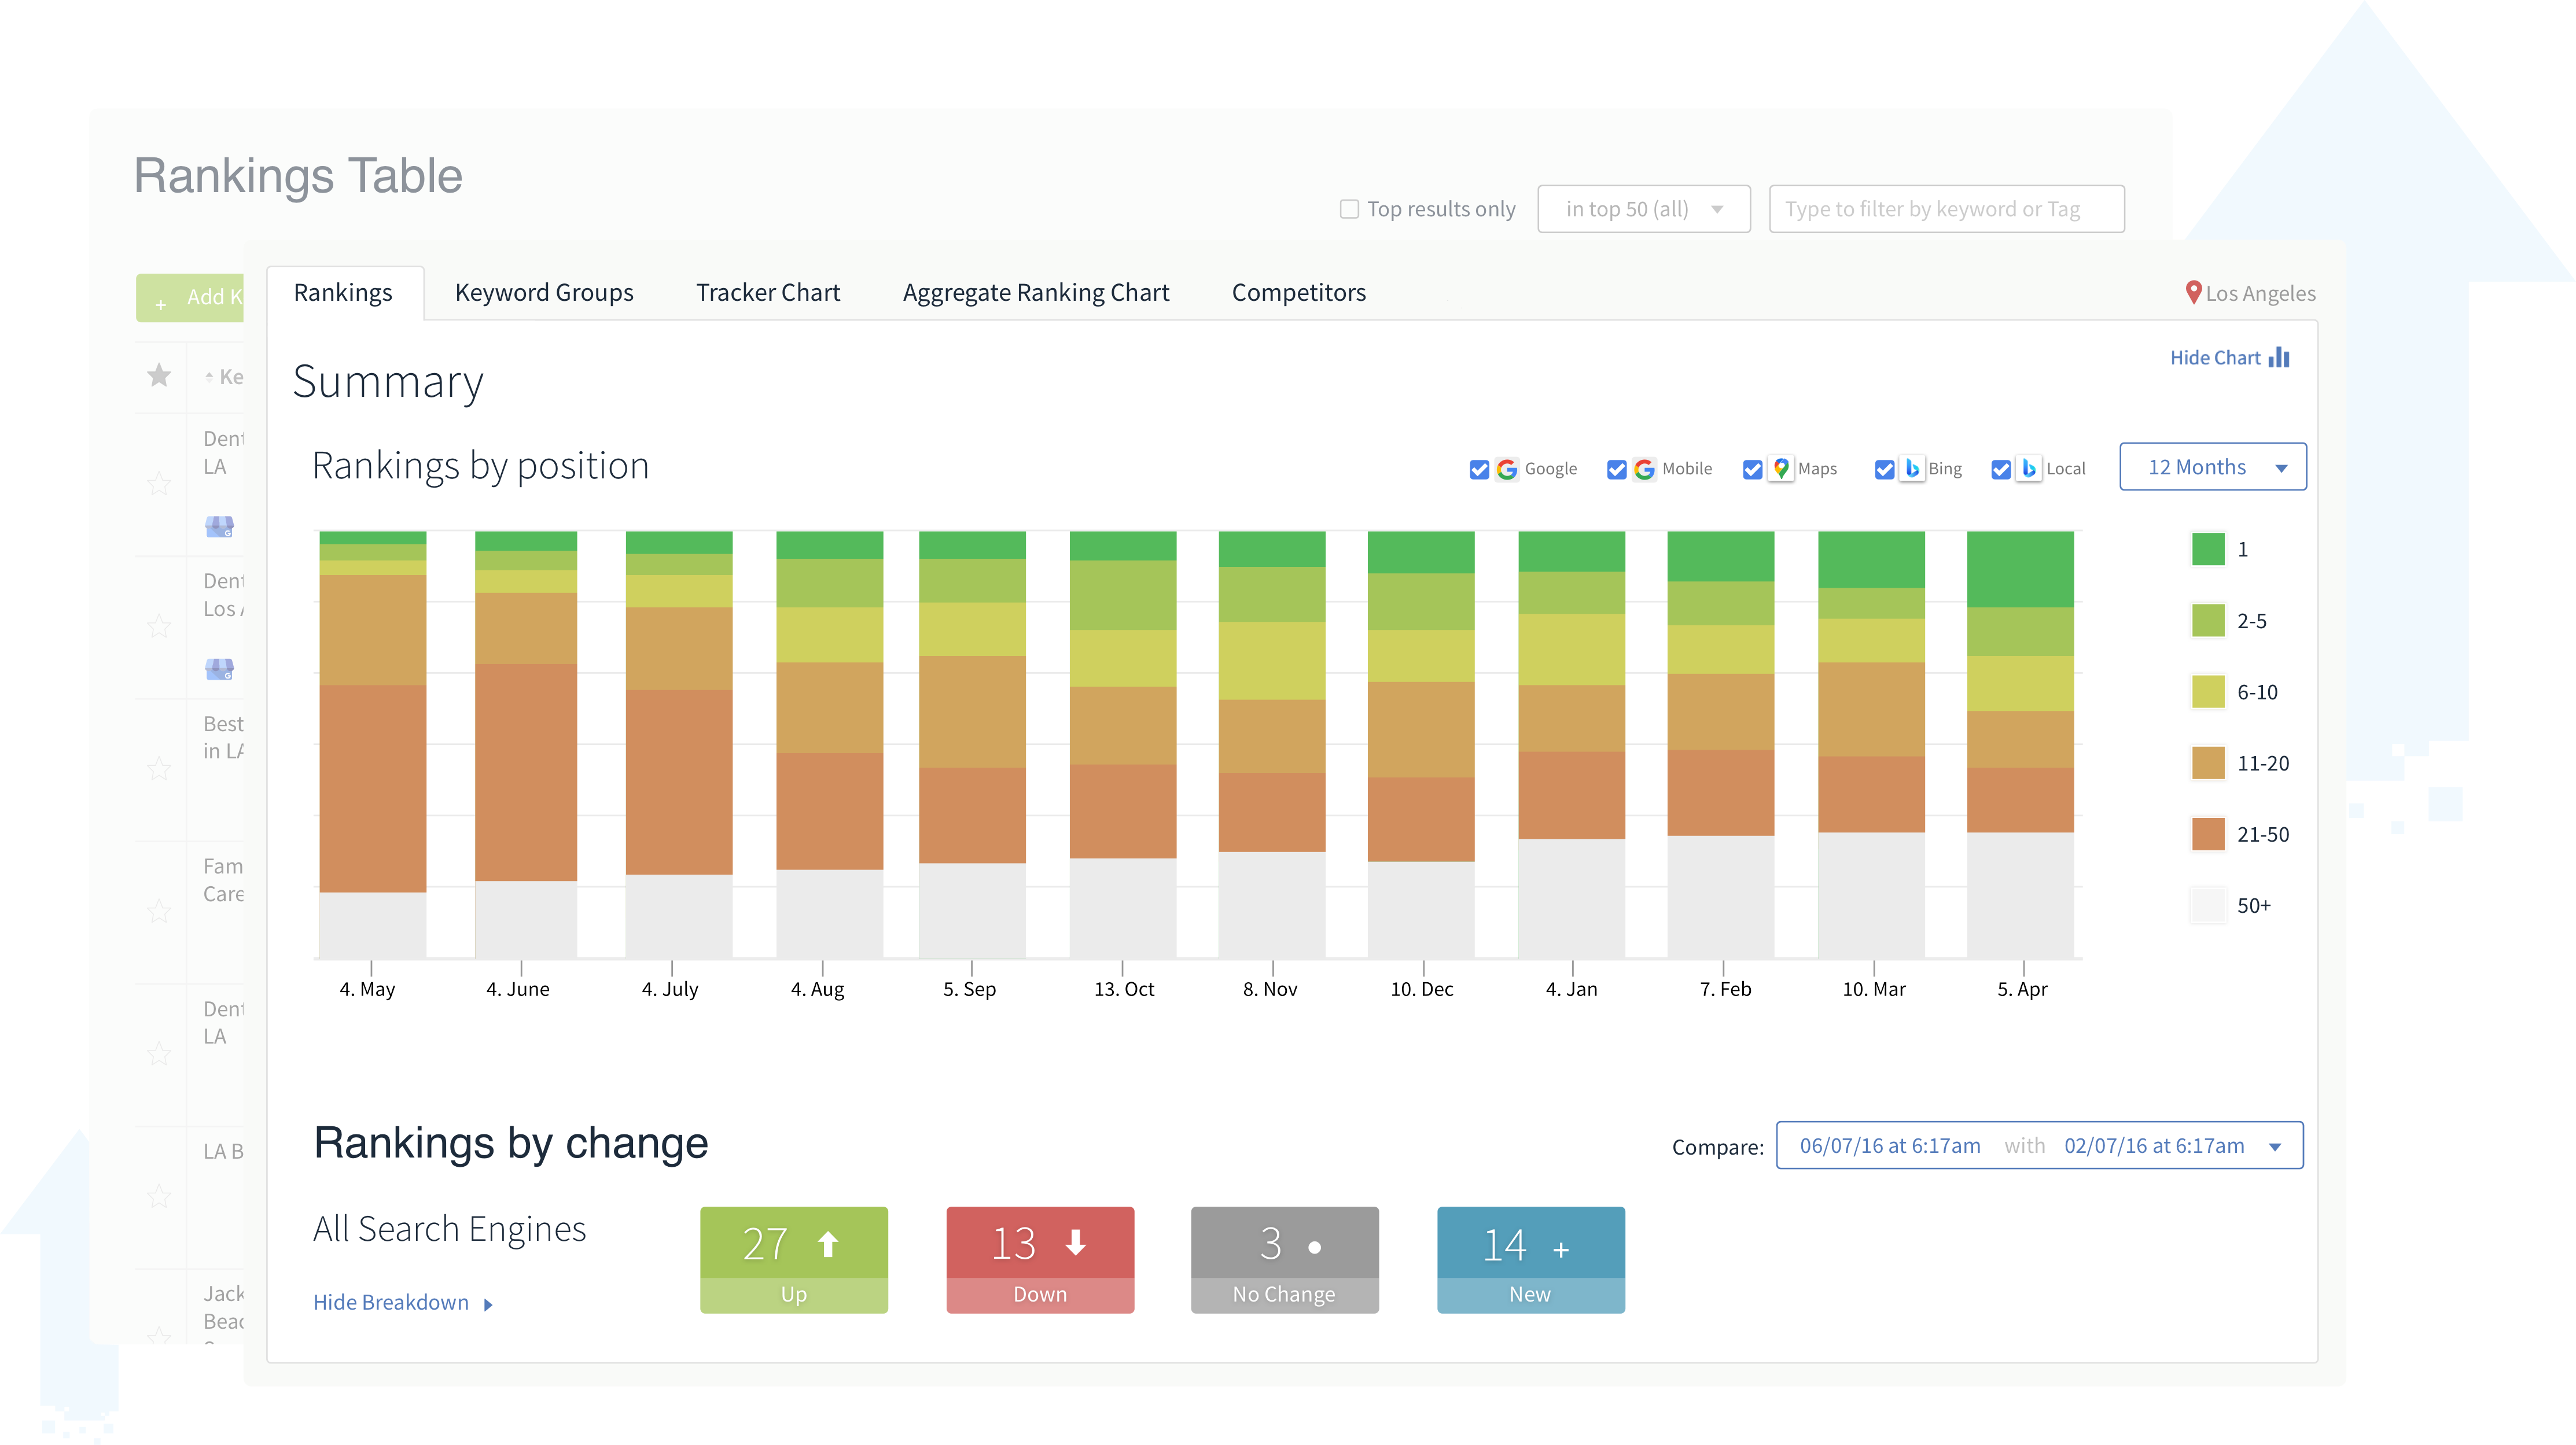 Rankings Table
Top results only
in top 50 (all)
Type to filter by keyword or Tag
+ Add K
Rankings
Keyword Groups
Tracker Chart
Aggregate Ranking Chart
Competitors
Los Angeles
Ke
Summary
Hide Chart
Dent
LA
Rankings by position
Google
Mobile
Maps
Bing
Local
12 Months
1
Dent
Los A
2-5
6-10
Best
in LA
11-20
21-50
Fam
Care
50+
4. May
4. June
4. July
4. Aug
5. Sep
13. Oct
8. Nov
10. Dec
4. Jan
7. Feb
10. Mar
5. Apr
Dent
LA
Rankings by change
Compare:
06/07/16 at 6:17am with 02/07/16 at 6:17am
LA B
All Search Engines
27
Up
13
Down
3
No Change
14 +
New
Hide Breakdown
Jack
Beac